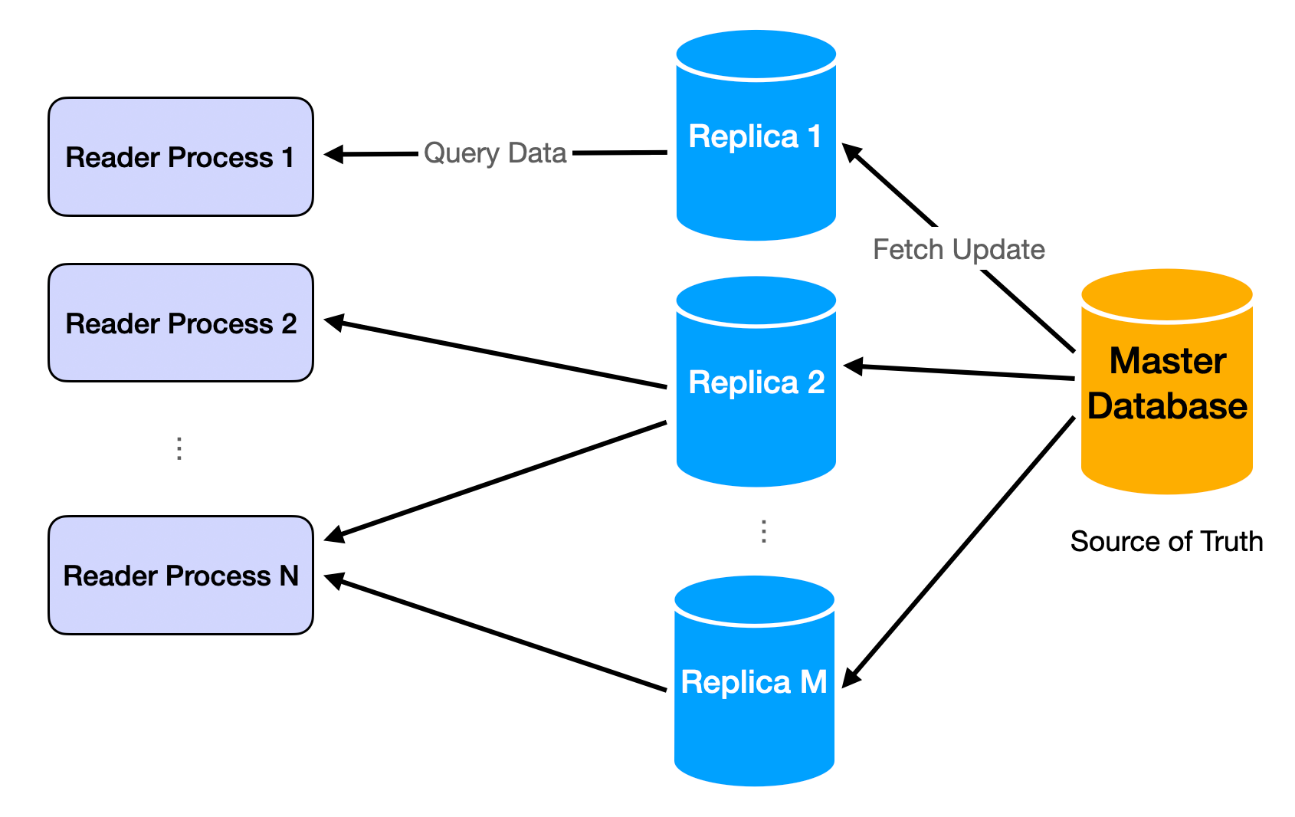 Reader Process 1
Query Data
Replica 1
Fetch Update
Reader Process 2
Replica 2
Master
Database
⋮
Source of Truth
⋮
Reader Process N
Replica M